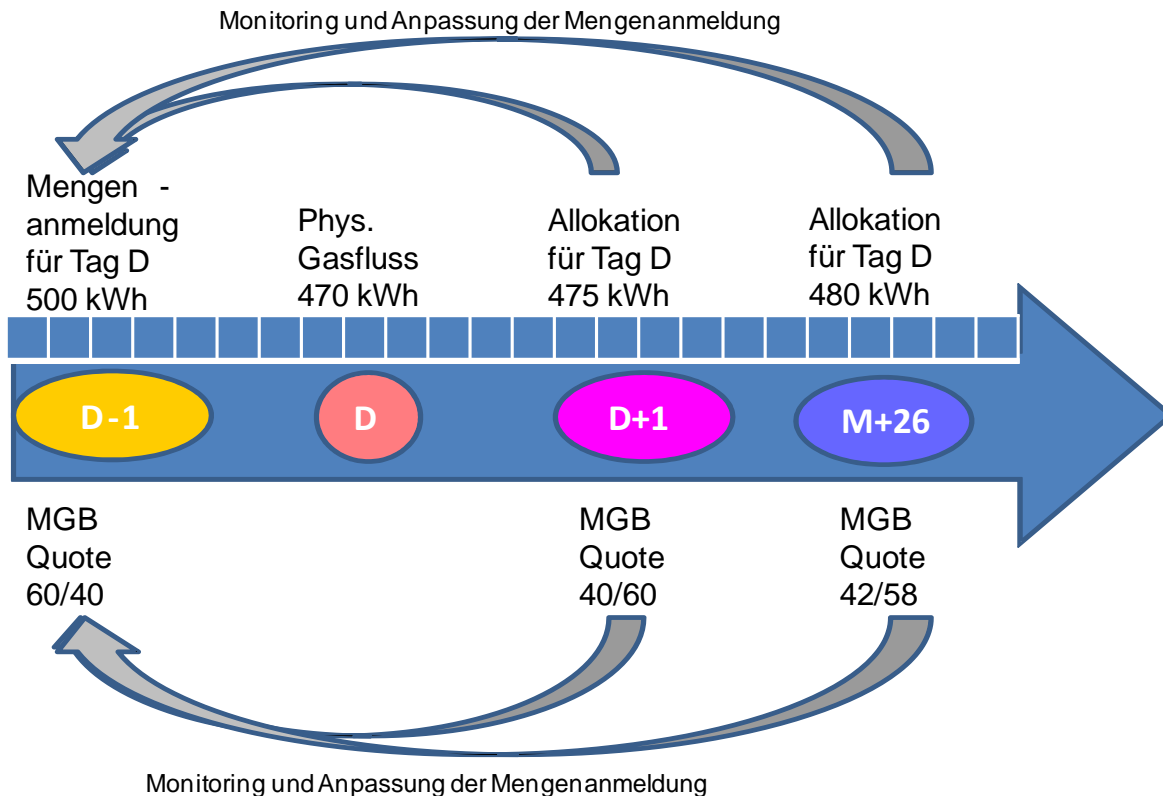 Monitoring und Anpassung der Mengenanmeldung
Mengen -
anmeldung
für Tag D
500 kWh
Phys.
Gasfluss
470 kWh
Allokation
für Tag D
475 kWh
Allokation
für Tag D
480 kWh
D-1
D
D+1
M+26
MGB
Quote
60/40
MGB
Quote
40/60
MGB
Quote
42/58
Monitoring und Anpassung der Mengenanmeldung